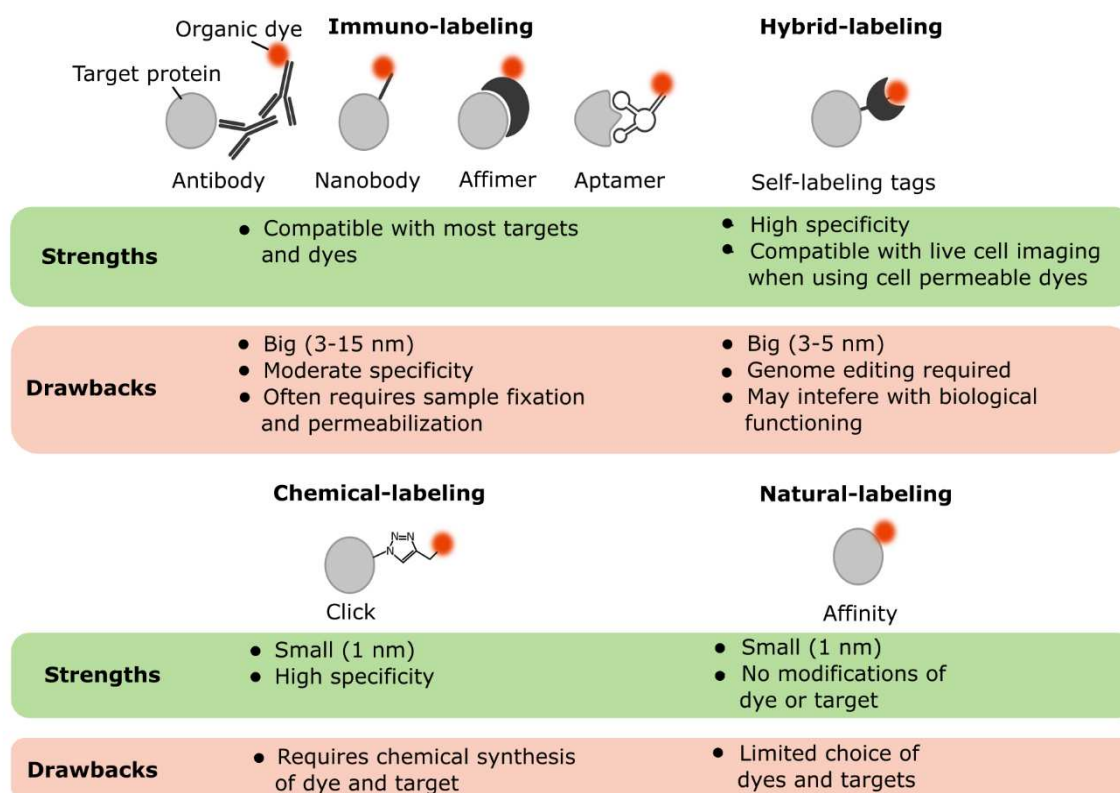 Organic dye
Immuno-labeling
Hybrid-labeling
Target protein
Antibody
Nanobody
Affimer
Aptamer
Self-labeling tags
Strengths
● Compatible with most targets
and dyes
● High specificity
● Compatible with live cell imaging
when using cell permeable dyes
Drawbacks
● Big (3-15 nm)
● Moderate specificity
● Often requires sample fixation
and permeabilization
● Big (3-5 nm)
● Genome editing required
● May intefere with biological
functioning
Chemical-labeling
Natural-labeling
N=N
N
Click
Affinity
Strengths
● Small (1 nm)
● High specificity
● Small (1 nm)
● No modifications of
dye or target
Drawbacks
● Requires chemical synthesis
of dye and target
● Limited choice of
dyes and targets